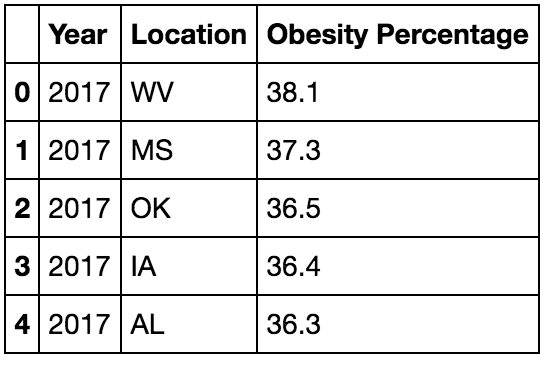 Year Location Obesity Percentage
0 2017 WV 38.1
1 2017 MS 37.3
2 2017 OK 36.5
3 2017 IA 36.4
4 2017 AL 36.3